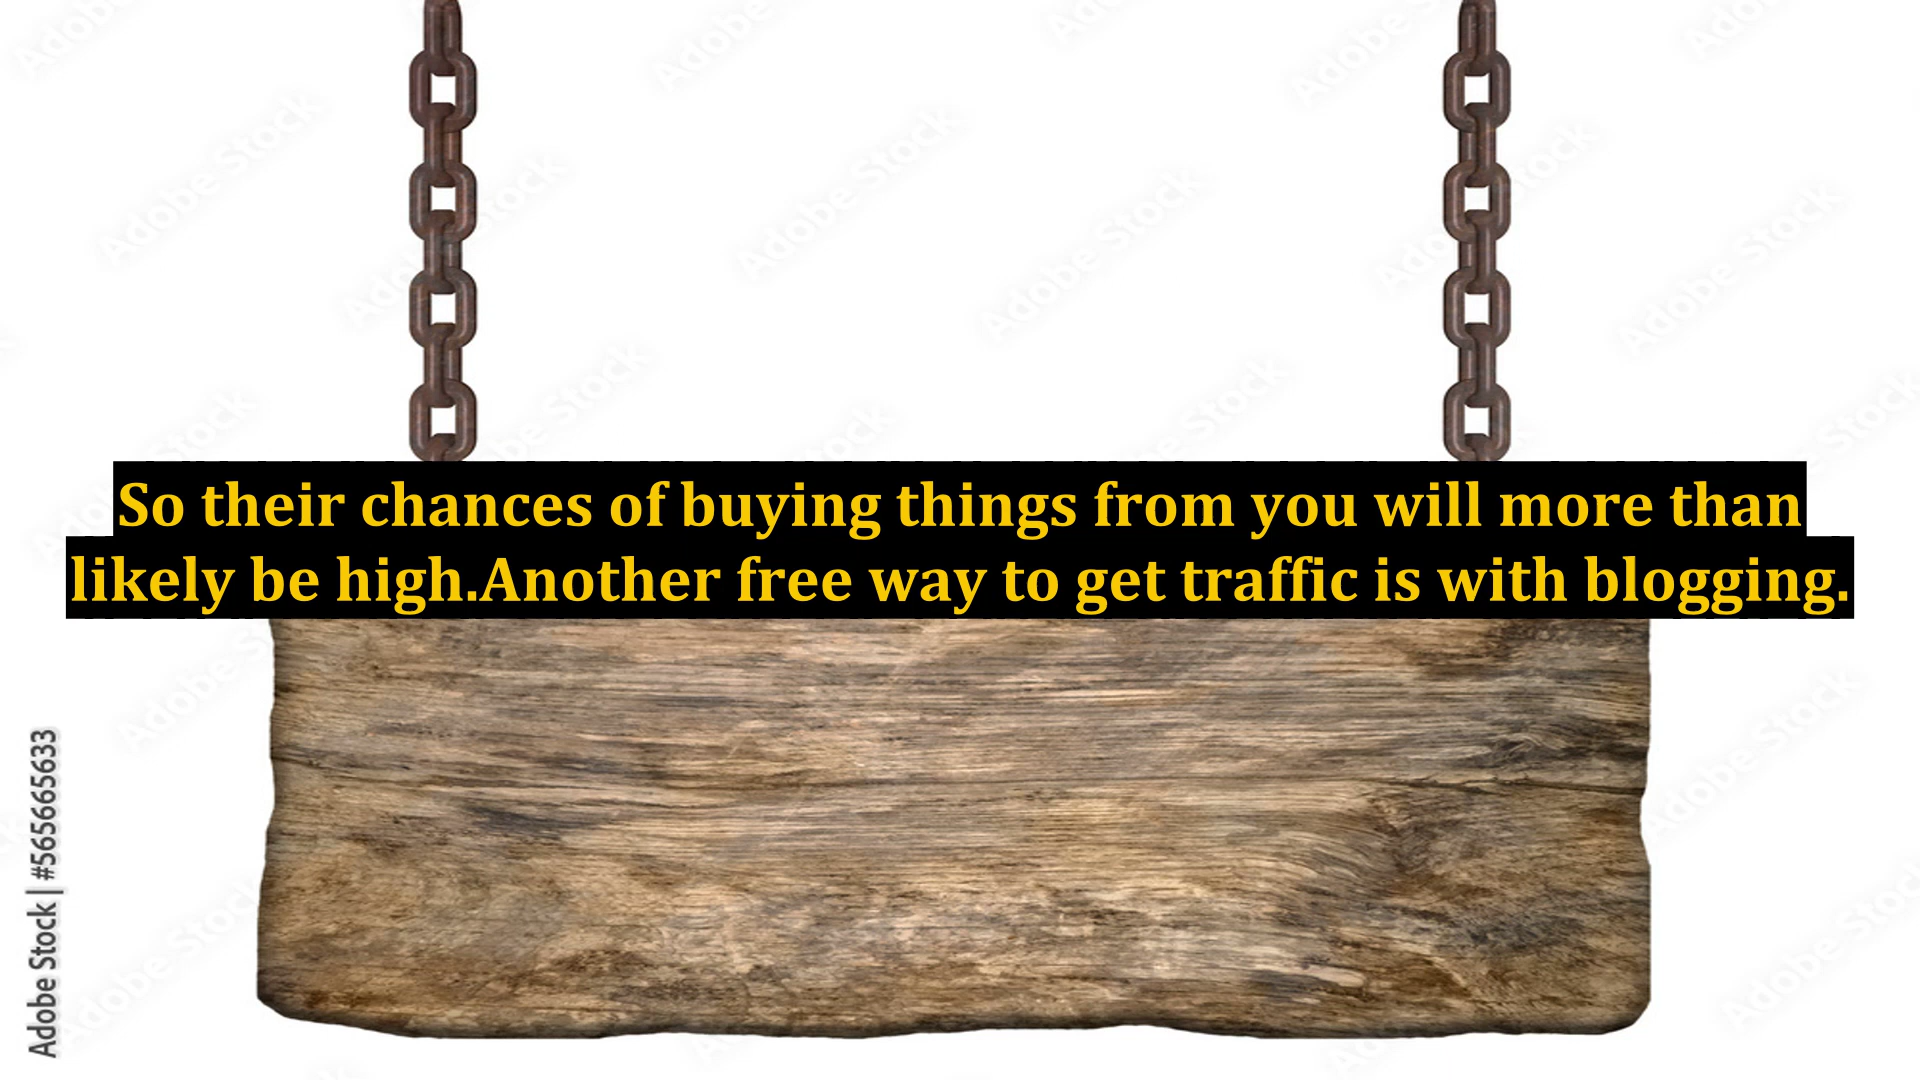 So their chances of buying things from you will more than
likely be high.Another free way to get traffic is with blogging.
Adobe Stock | #565665633